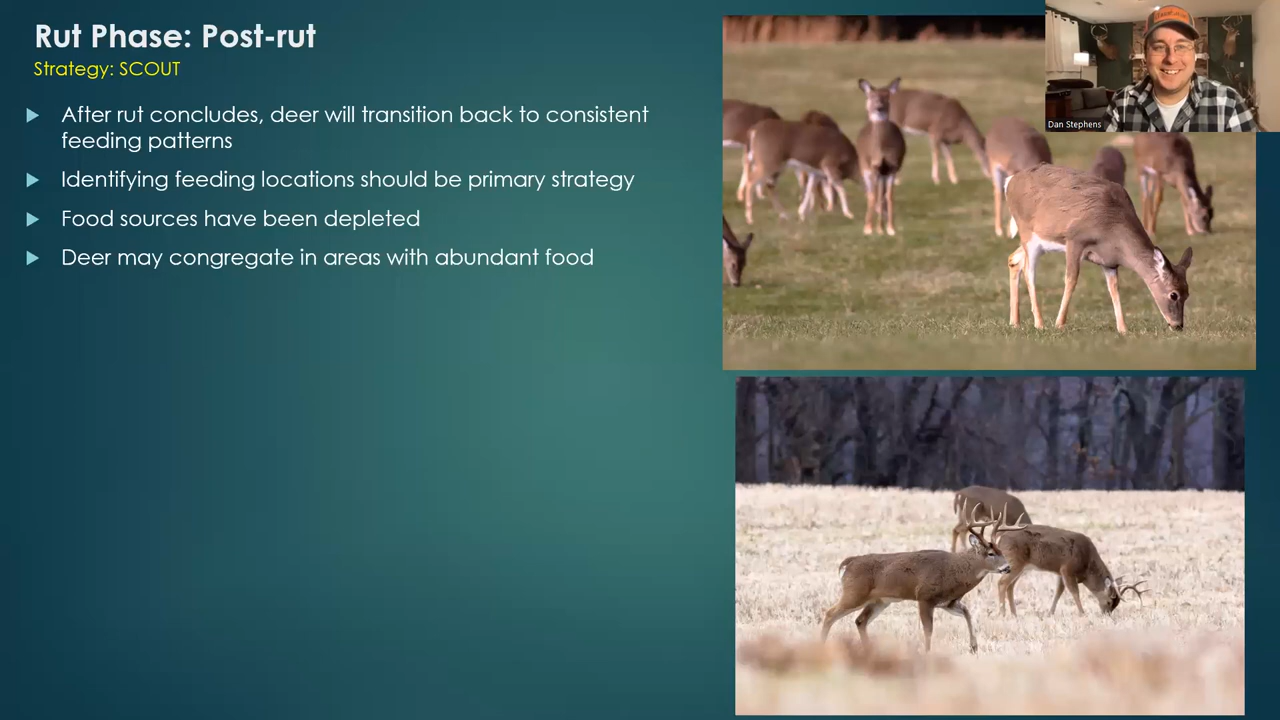 Rut Phase: Post-rut
Strategy: SCOUT
After rut concludes, deer will transition back to consistent
feeding patterns
Identifying feeding locations should be primary strategy
Food sources have been depleted
Deer may congregate in areas with abundant food
Dan Stephens